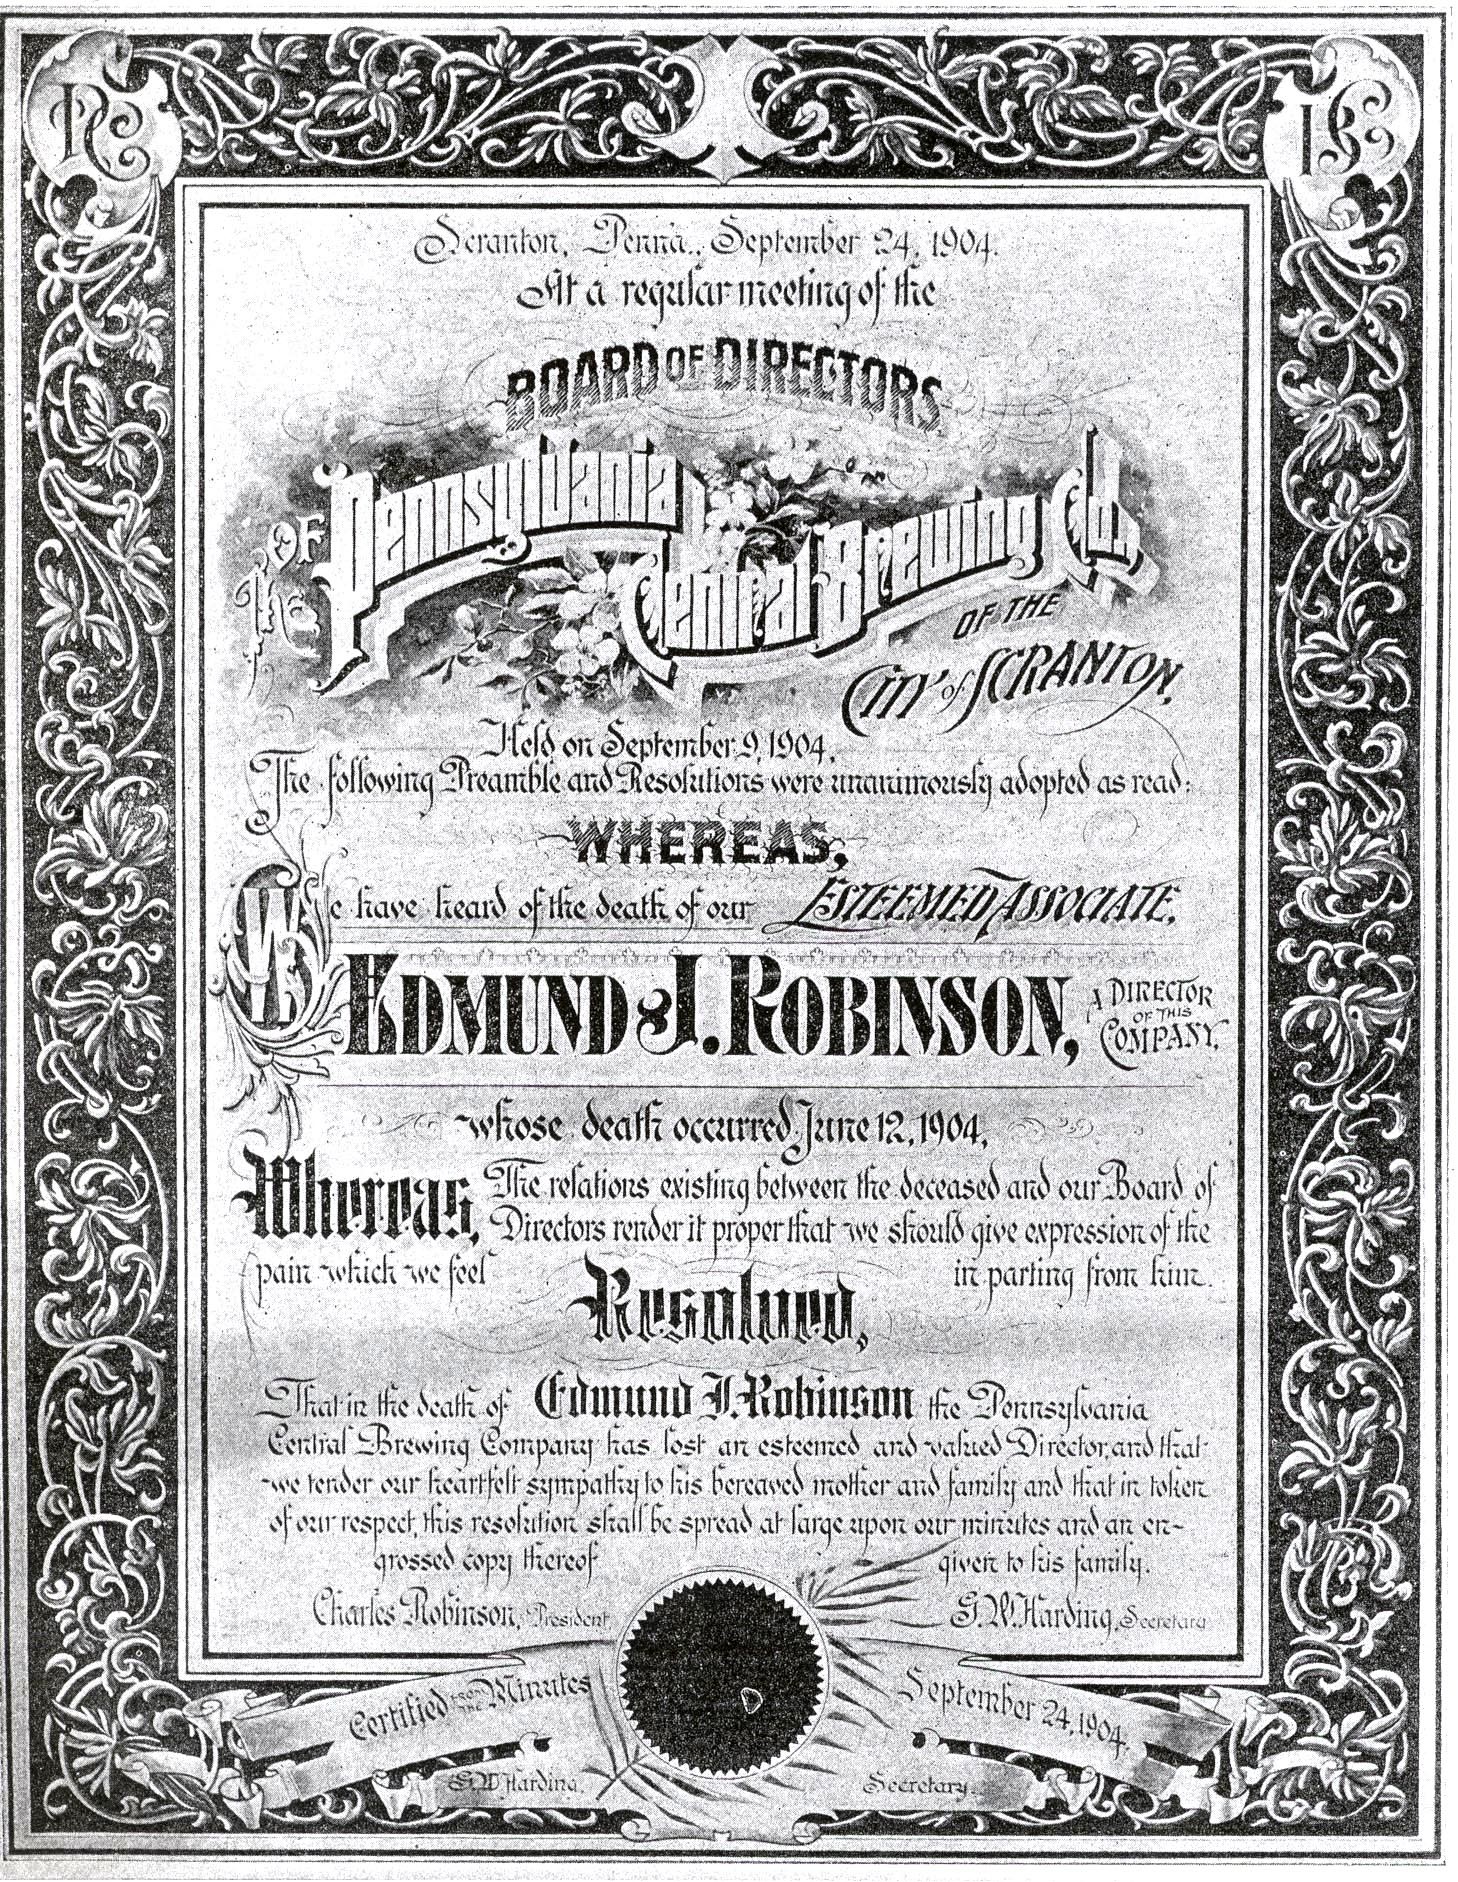 PC
BC
Scranton, Penna., September 24, 1904.
At a regular meeting of the
BOARD OF DIRECTORS
OF The Pennsylvania
Central Brewing Co.
OF THE
CITY of SCRANTON,
Held on September 9, 1904,
The following Preamble and Resolutions were unanimously adopted as read:
WHEREAS,
We have heard of the death of our ESTEEMED ASSOCIATE,
EDMUND J. ROBINSON, A DIRECTOR OF THIS COMPANY,
whose death occurred June 12, 1904,
Whereas, The relations existing between the deceased and our Board of
Directors render it proper that we should give expression of the
pain which we feel in parting from him.
Resolved,
That in the death of Edmund J. Robinson the Pennsylvania
Central Brewing Company has lost an esteemed and valued Director, and that
we tender our heartfelt sympathy to his bereaved mother and family and that in token
of our respect, this resolution shall be spread at large upon our minutes and an en-
grossed copy thereof given to his family.
Charles Robinson, President G. W. Harding, Secretary
Certified FROM THE Minutes September 24, 1904.
G. W. Harding. Secretary.